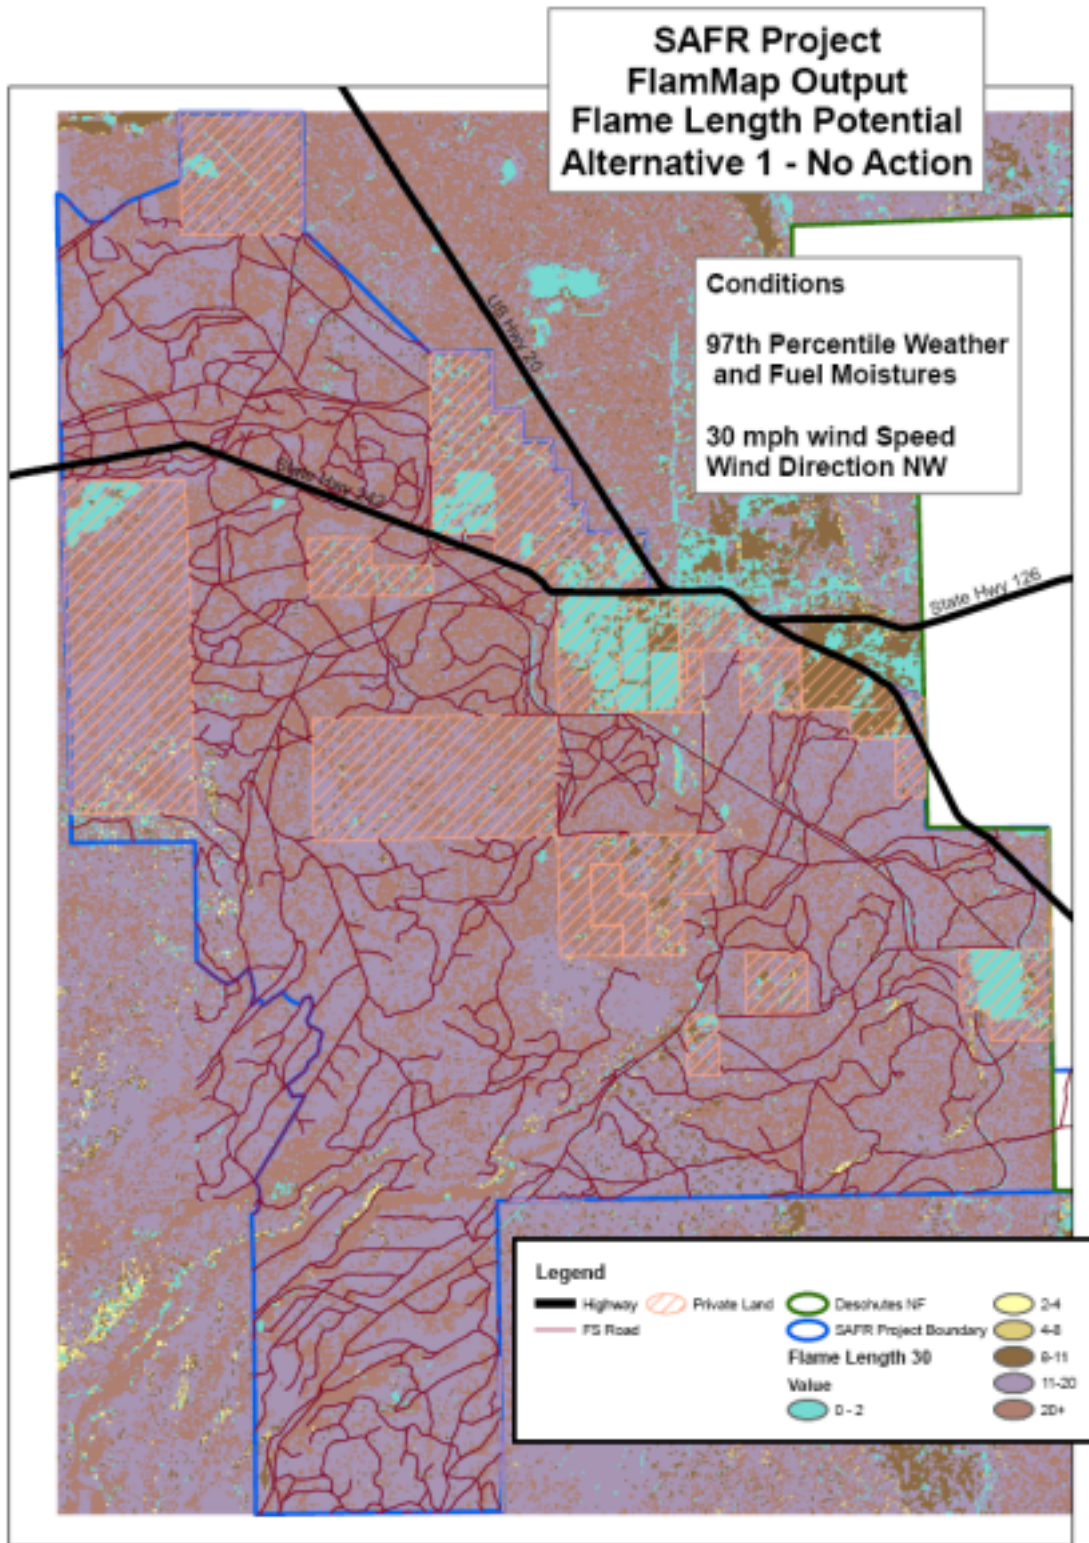 SAFR Project
FlamMap Output
Flame Length Potential
Alternative 1 - No Action
Conditions
97th Percentile Weather
and Fuel Moistures
30 mph wind Speed
Wind Direction NW
US Hwy 20
State Hwy 242
State Hwy 126
Legend
Highway
Private Land
Deschutes NF
2-4
FS Road
SAFR Project Boundary
4-8
Flame Length 30
8-11
Value
11-20
0 - 2
20+